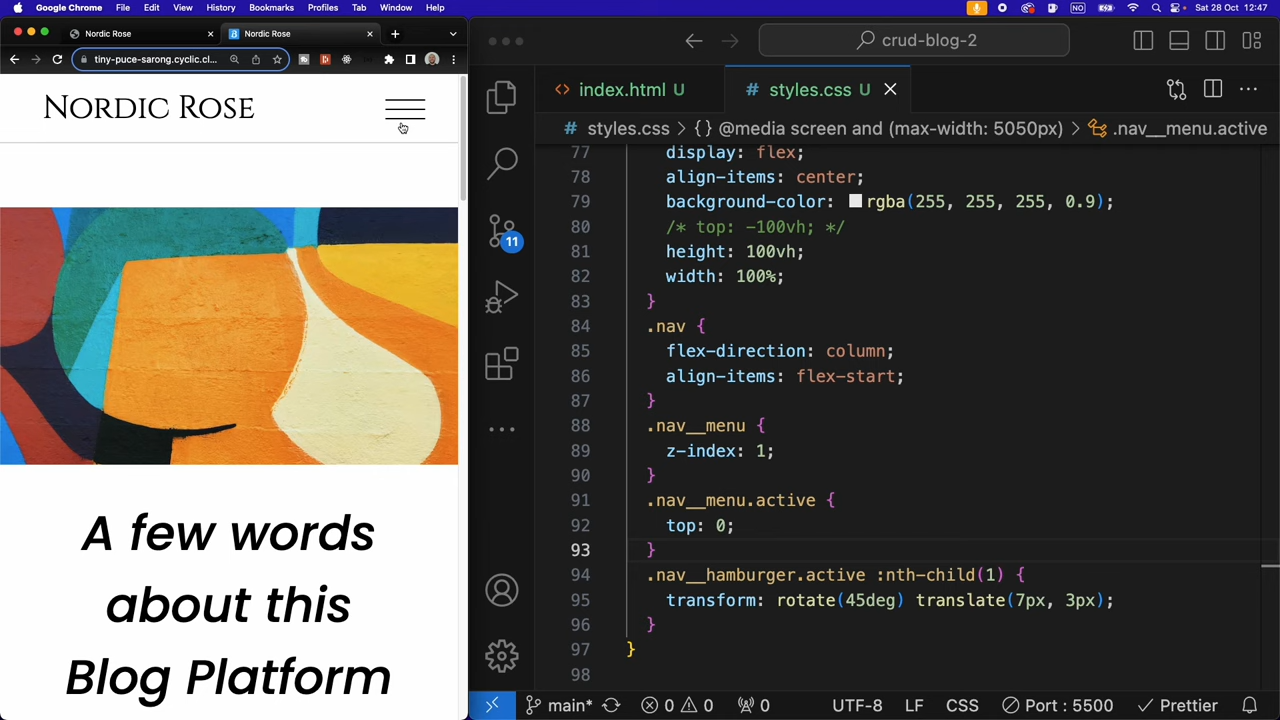 Google Chrome File Edit View History Bookmarks Profiles Tab Window Help NO Sat 28 Oct 12:47
Nordic Rose Nordic Rose
tiny-puce-sarong.cyclic.cl...
Nordic Rose
A few words
about this
Blog Platform
crud-blog-2
index.html U styles.css U
styles.css > {} @media screen and (max-width: 5050px) > .nav__menu.active
11
77 display: flex;
78 align-items: center;
79 background-color: rgba(255, 255, 255, 0.9);
80 /* top: -100vh; */
81 height: 100vh;
82 width: 100%;
83 }
84 .nav {
85 flex-direction: column;
86 align-items: flex-start;
87 }
88 .nav__menu {
89 z-index: 1;
90 }
91 .nav__menu.active {
92 top: 0;
93 }
94 .nav__hamburger.active :nth-child(1) {
95 transform: rotate(45deg) translate(7px, 3px);
96 }
97 }
98
main* 0 0 0 UTF-8 LF CSS Port : 5500 Prettier